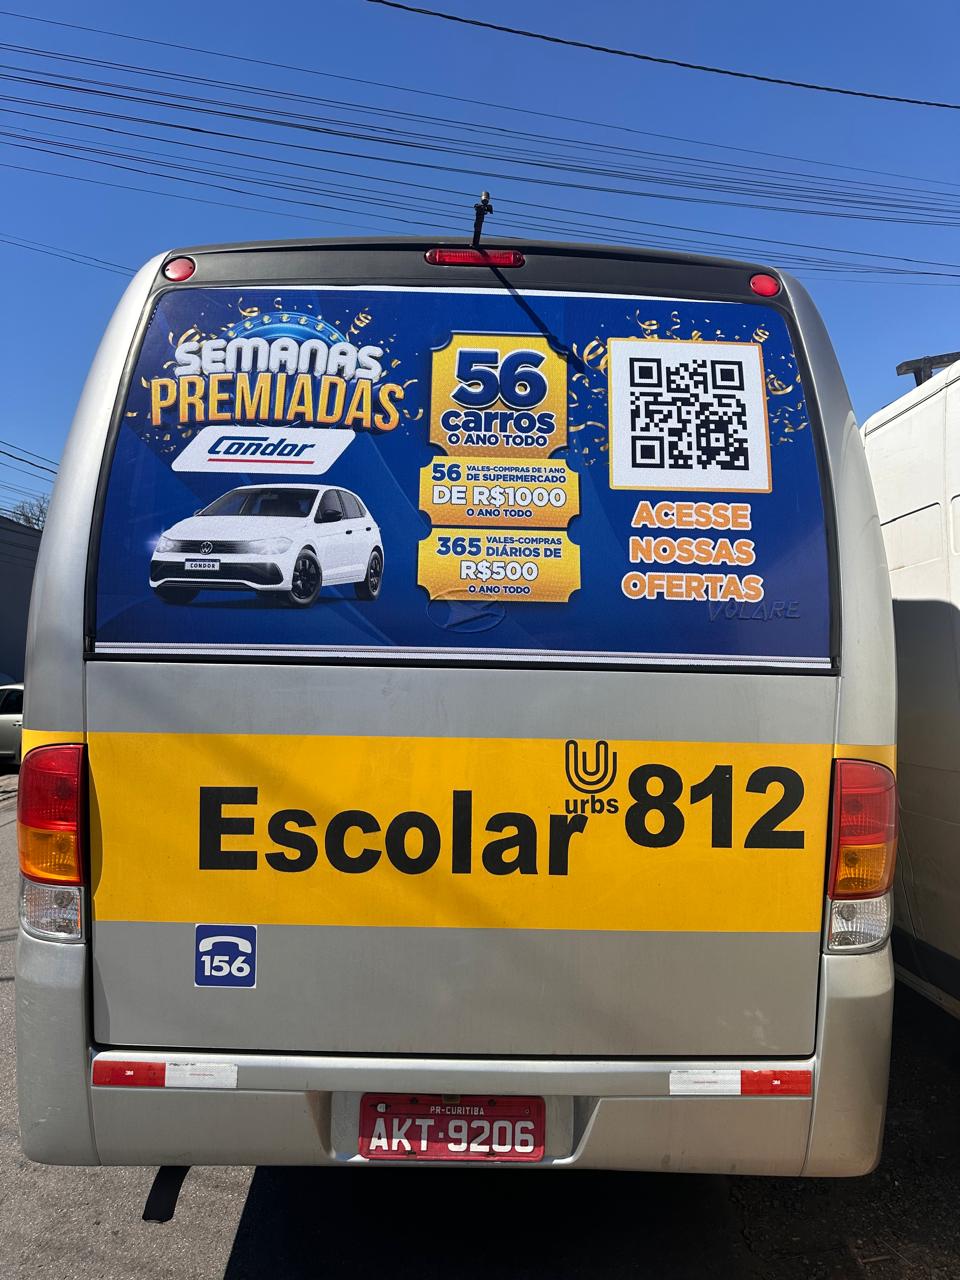 SEMANAS
PREMIADAS
Condor
CONDOR
56
carros
O ANO TODO
56 VALES-COMPRAS DE 1 ANO
DE SUPERMERCADO
DE R$1000
O ANO TODO
365 VALES-COMPRAS
DIÁRIOS DE
R$500
O ANO TODO
ACESSE
NOSSAS
OFERTAS
VOLARE
Escolar
urbs
812
156
3M
3M
PR-CURITIBA
AKT·9206